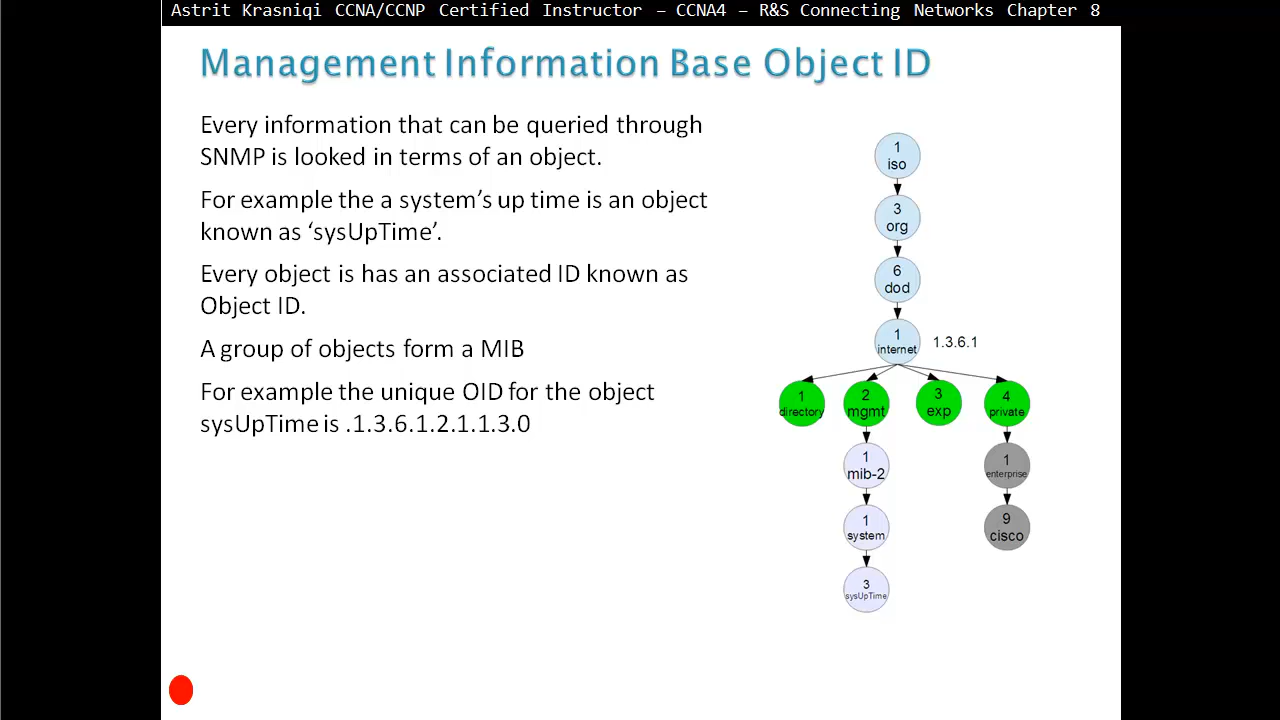 Astrit Krasniqi CCNA/CCNP Certified Instructor – CCNA4 – R&S Connecting Networks Chapter 8
Management Information Base Object ID
Every information that can be queried through
SNMP is looked in terms of an object.
For example the a system's up time is an object
known as ‘sysUpTime’.
Every object is has an associated ID known as
Object ID.
A group of objects form a MIB
For example the unique OID for the object
sysUpTime is .1.3.6.1.2.1.1.3.0
1
iso
3
org
6
dod
1
internet
1.3.6.1
1
directory
2
mgmt
3
exp
4
private
1
mib-2
1
enterprise
1
system
9
cisco
3
sysUpTime